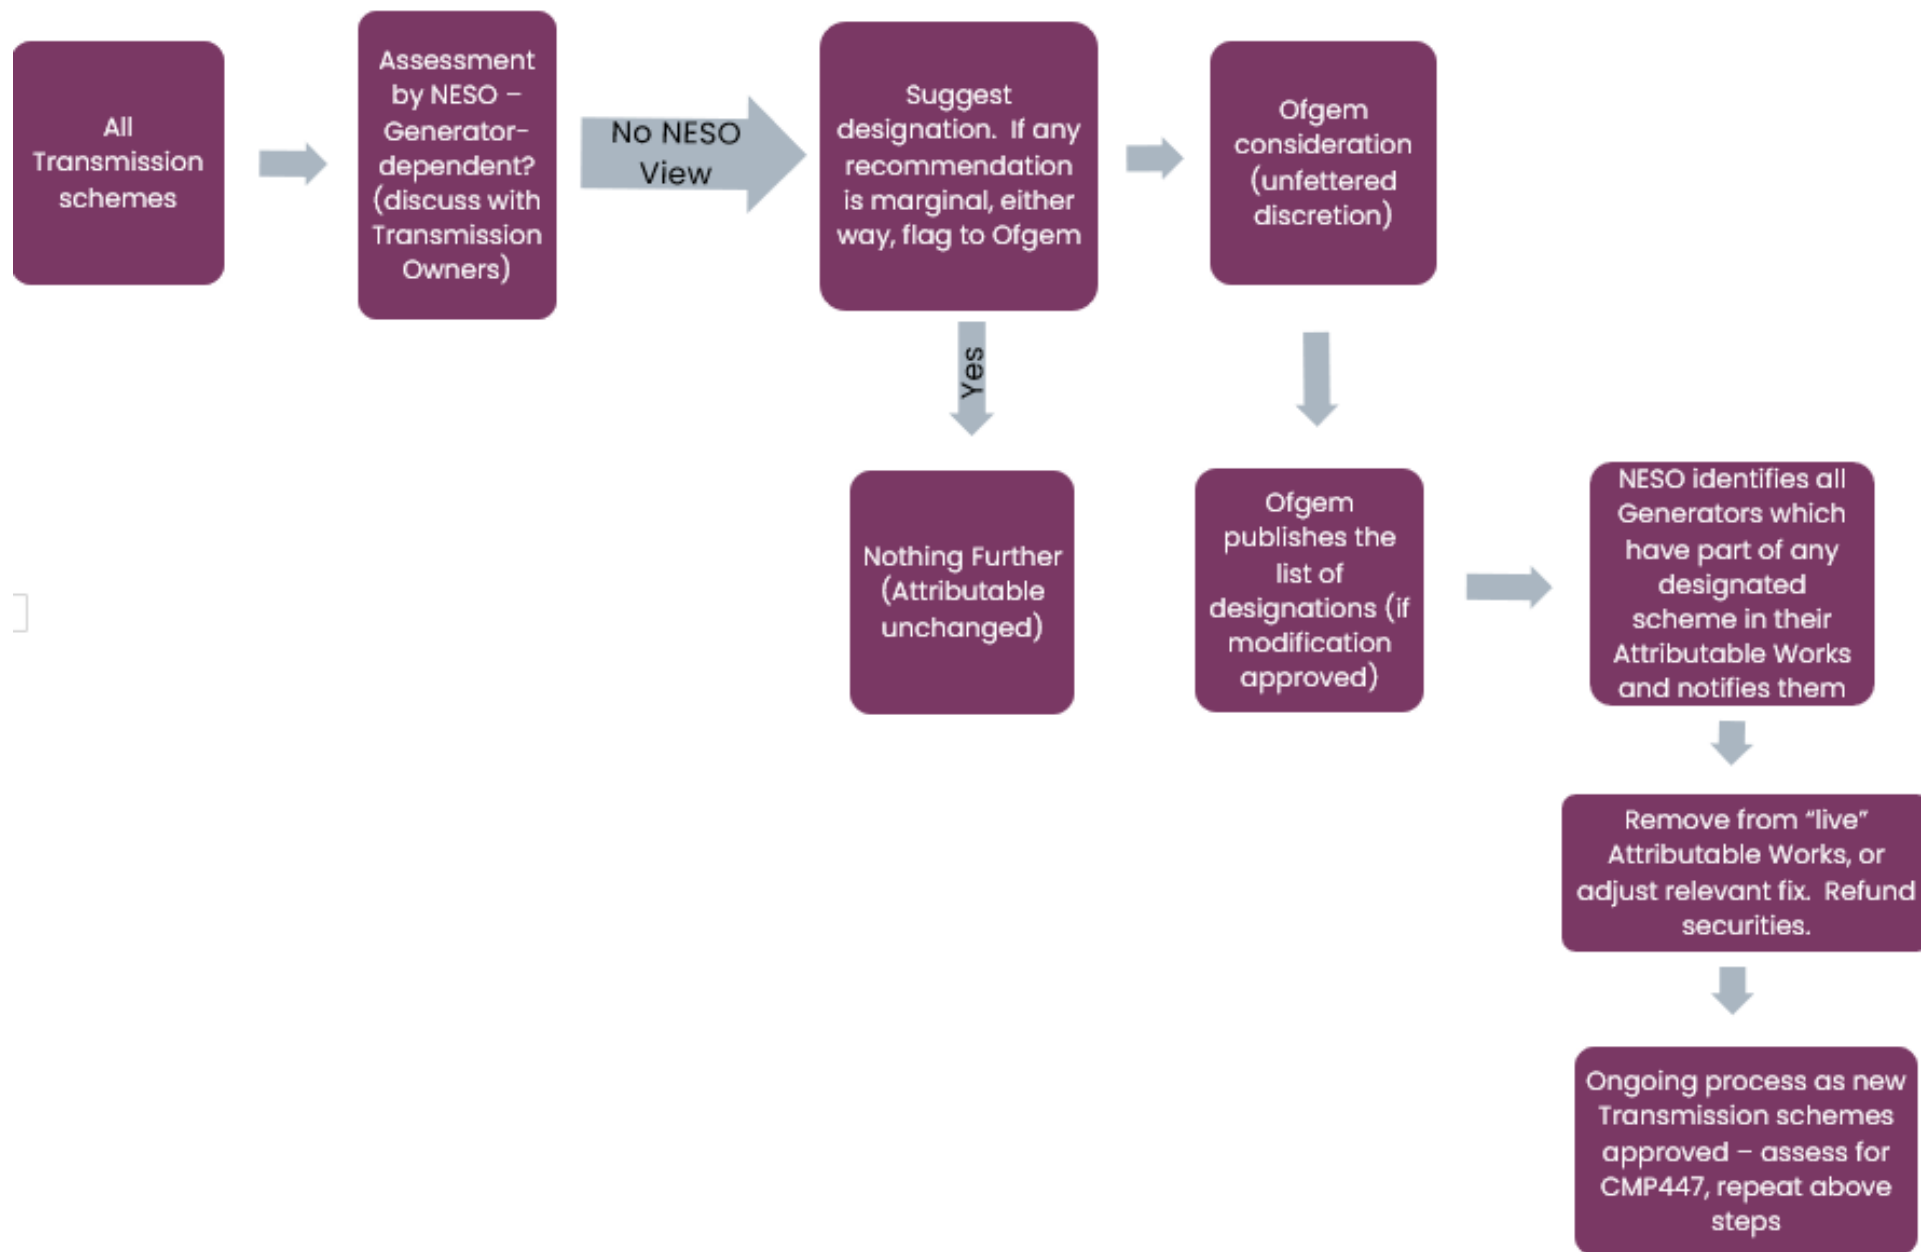 All
Transmission
schemes
Assessment
by NESO –
Generator-
dependent?
(discuss with
Transmission
Owners)
No NESO
View
Suggest
designation. If any
recommendation
is marginal, either
way, flag to Ofgem
Ofgem
consideration
(unfettered
discretion)
Yes
Nothing Further
(Attributable
unchanged)
Ofgem
publishes the
list of
designations (if
modification
approved)
NESO identifies all
Generators which
have part of any
designated
scheme in their
Attributable Works
and notifies them
Remove from “live”
Attributable Works, or
adjust relevant fix. Refund
securities.
Ongoing process as new
Transmission schemes
approved – assess for
CMP447, repeat above
steps